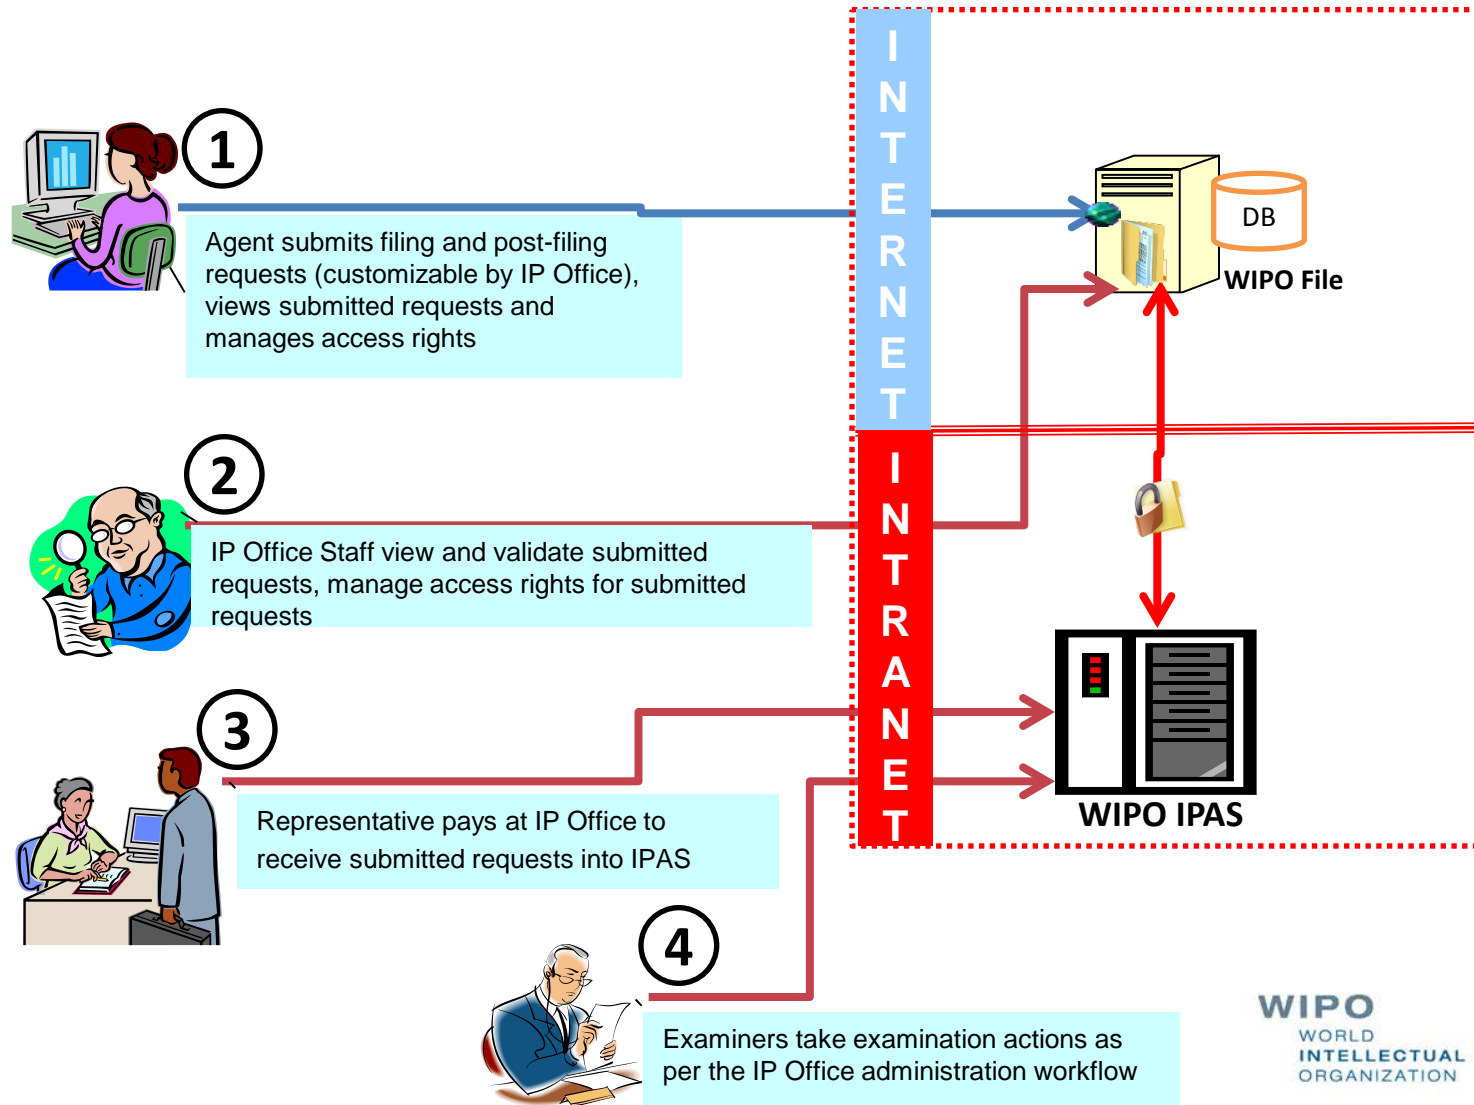 1
Agent submits filing and post-filing
requests (customizable by IP Office),
views submitted requests and
manages access rights
INTERNET
DB
WIPO File
2
IP Office Staff view and validate submitted
requests, manage access rights for submitted
requests
INTRANET
3
Representative pays at IP Office to
receive submitted requests into IPAS
WIPO IPAS
4
Examiners take examination actions as
per the IP Office administration workflow
WIPO
WORLD
INTELLECTUAL
ORGANIZATION